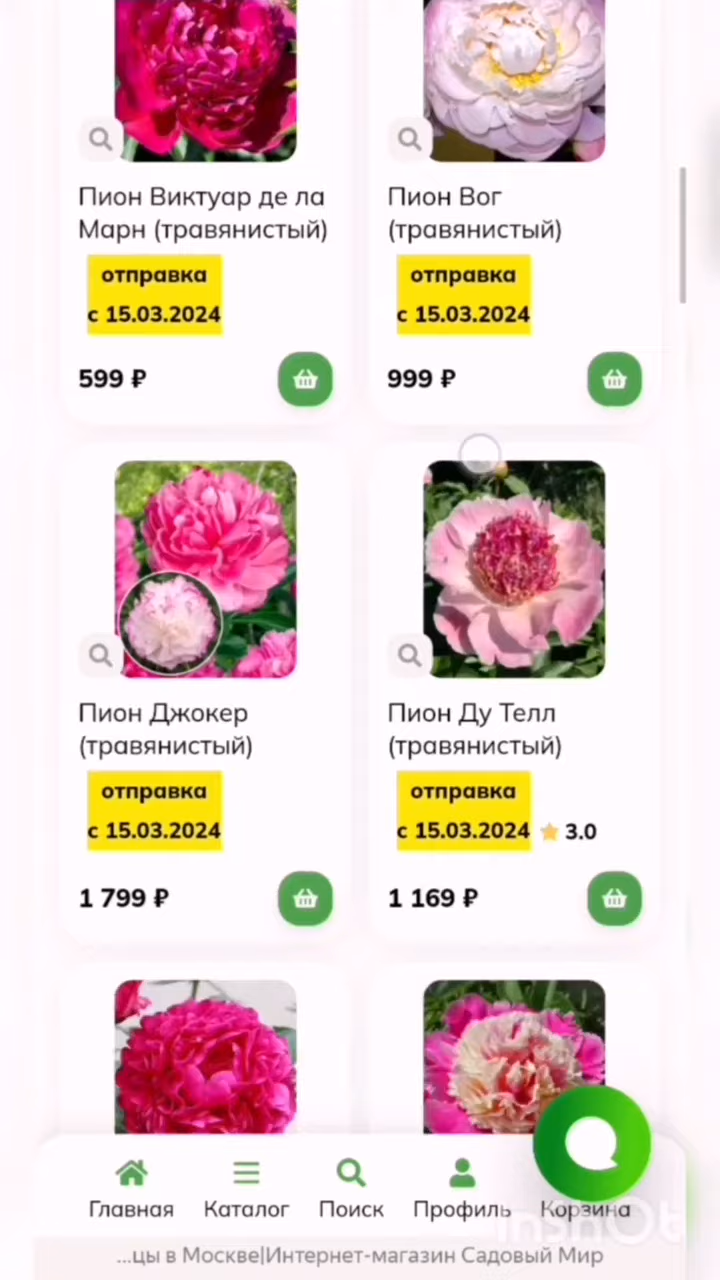 Пион Виктуар де ла
Марн (травянистый)
отправка
с 15.03.2024
599 ₽
Пион Вог
(травянистый)
отправка
с 15.03.2024
999 ₽
Пион Джокер
(травянистый)
отправка
с 15.03.2024
1 799 ₽
Пион Ду Телл
(травянистый)
отправка
с 15.03.2024
3.0
1 169 ₽
Главная
Каталог
Поиск
Профиль
Корзина
InShOt
...цы в Москве|Интернет-магазин Садовый Мир